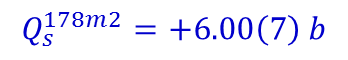 Q_s^{178m2} = +6.00(7) b